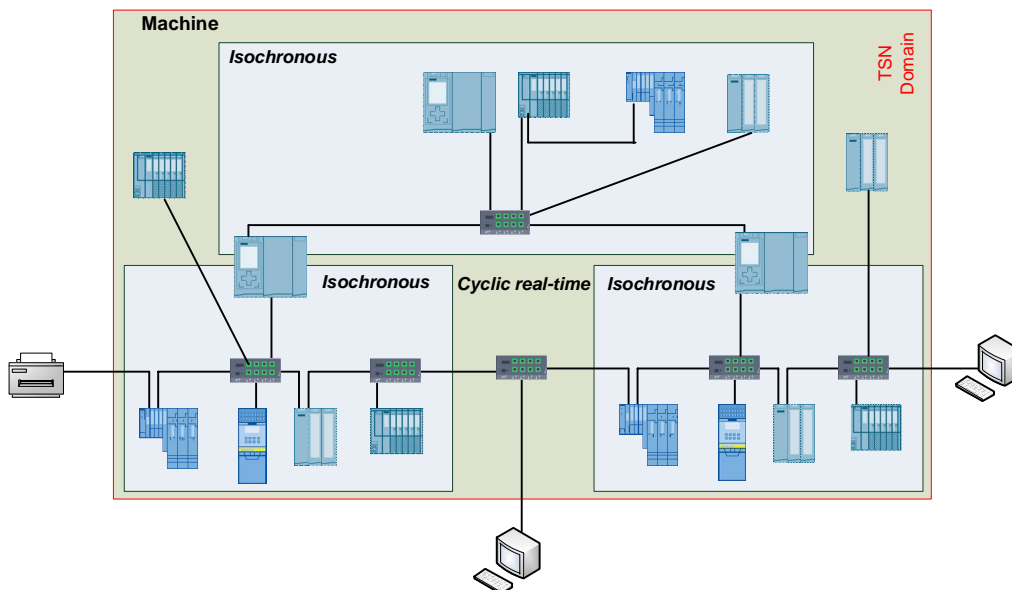 Machine
Isochronous
TSN
Domain
Isochronous
Cyclic real-time
Isochronous